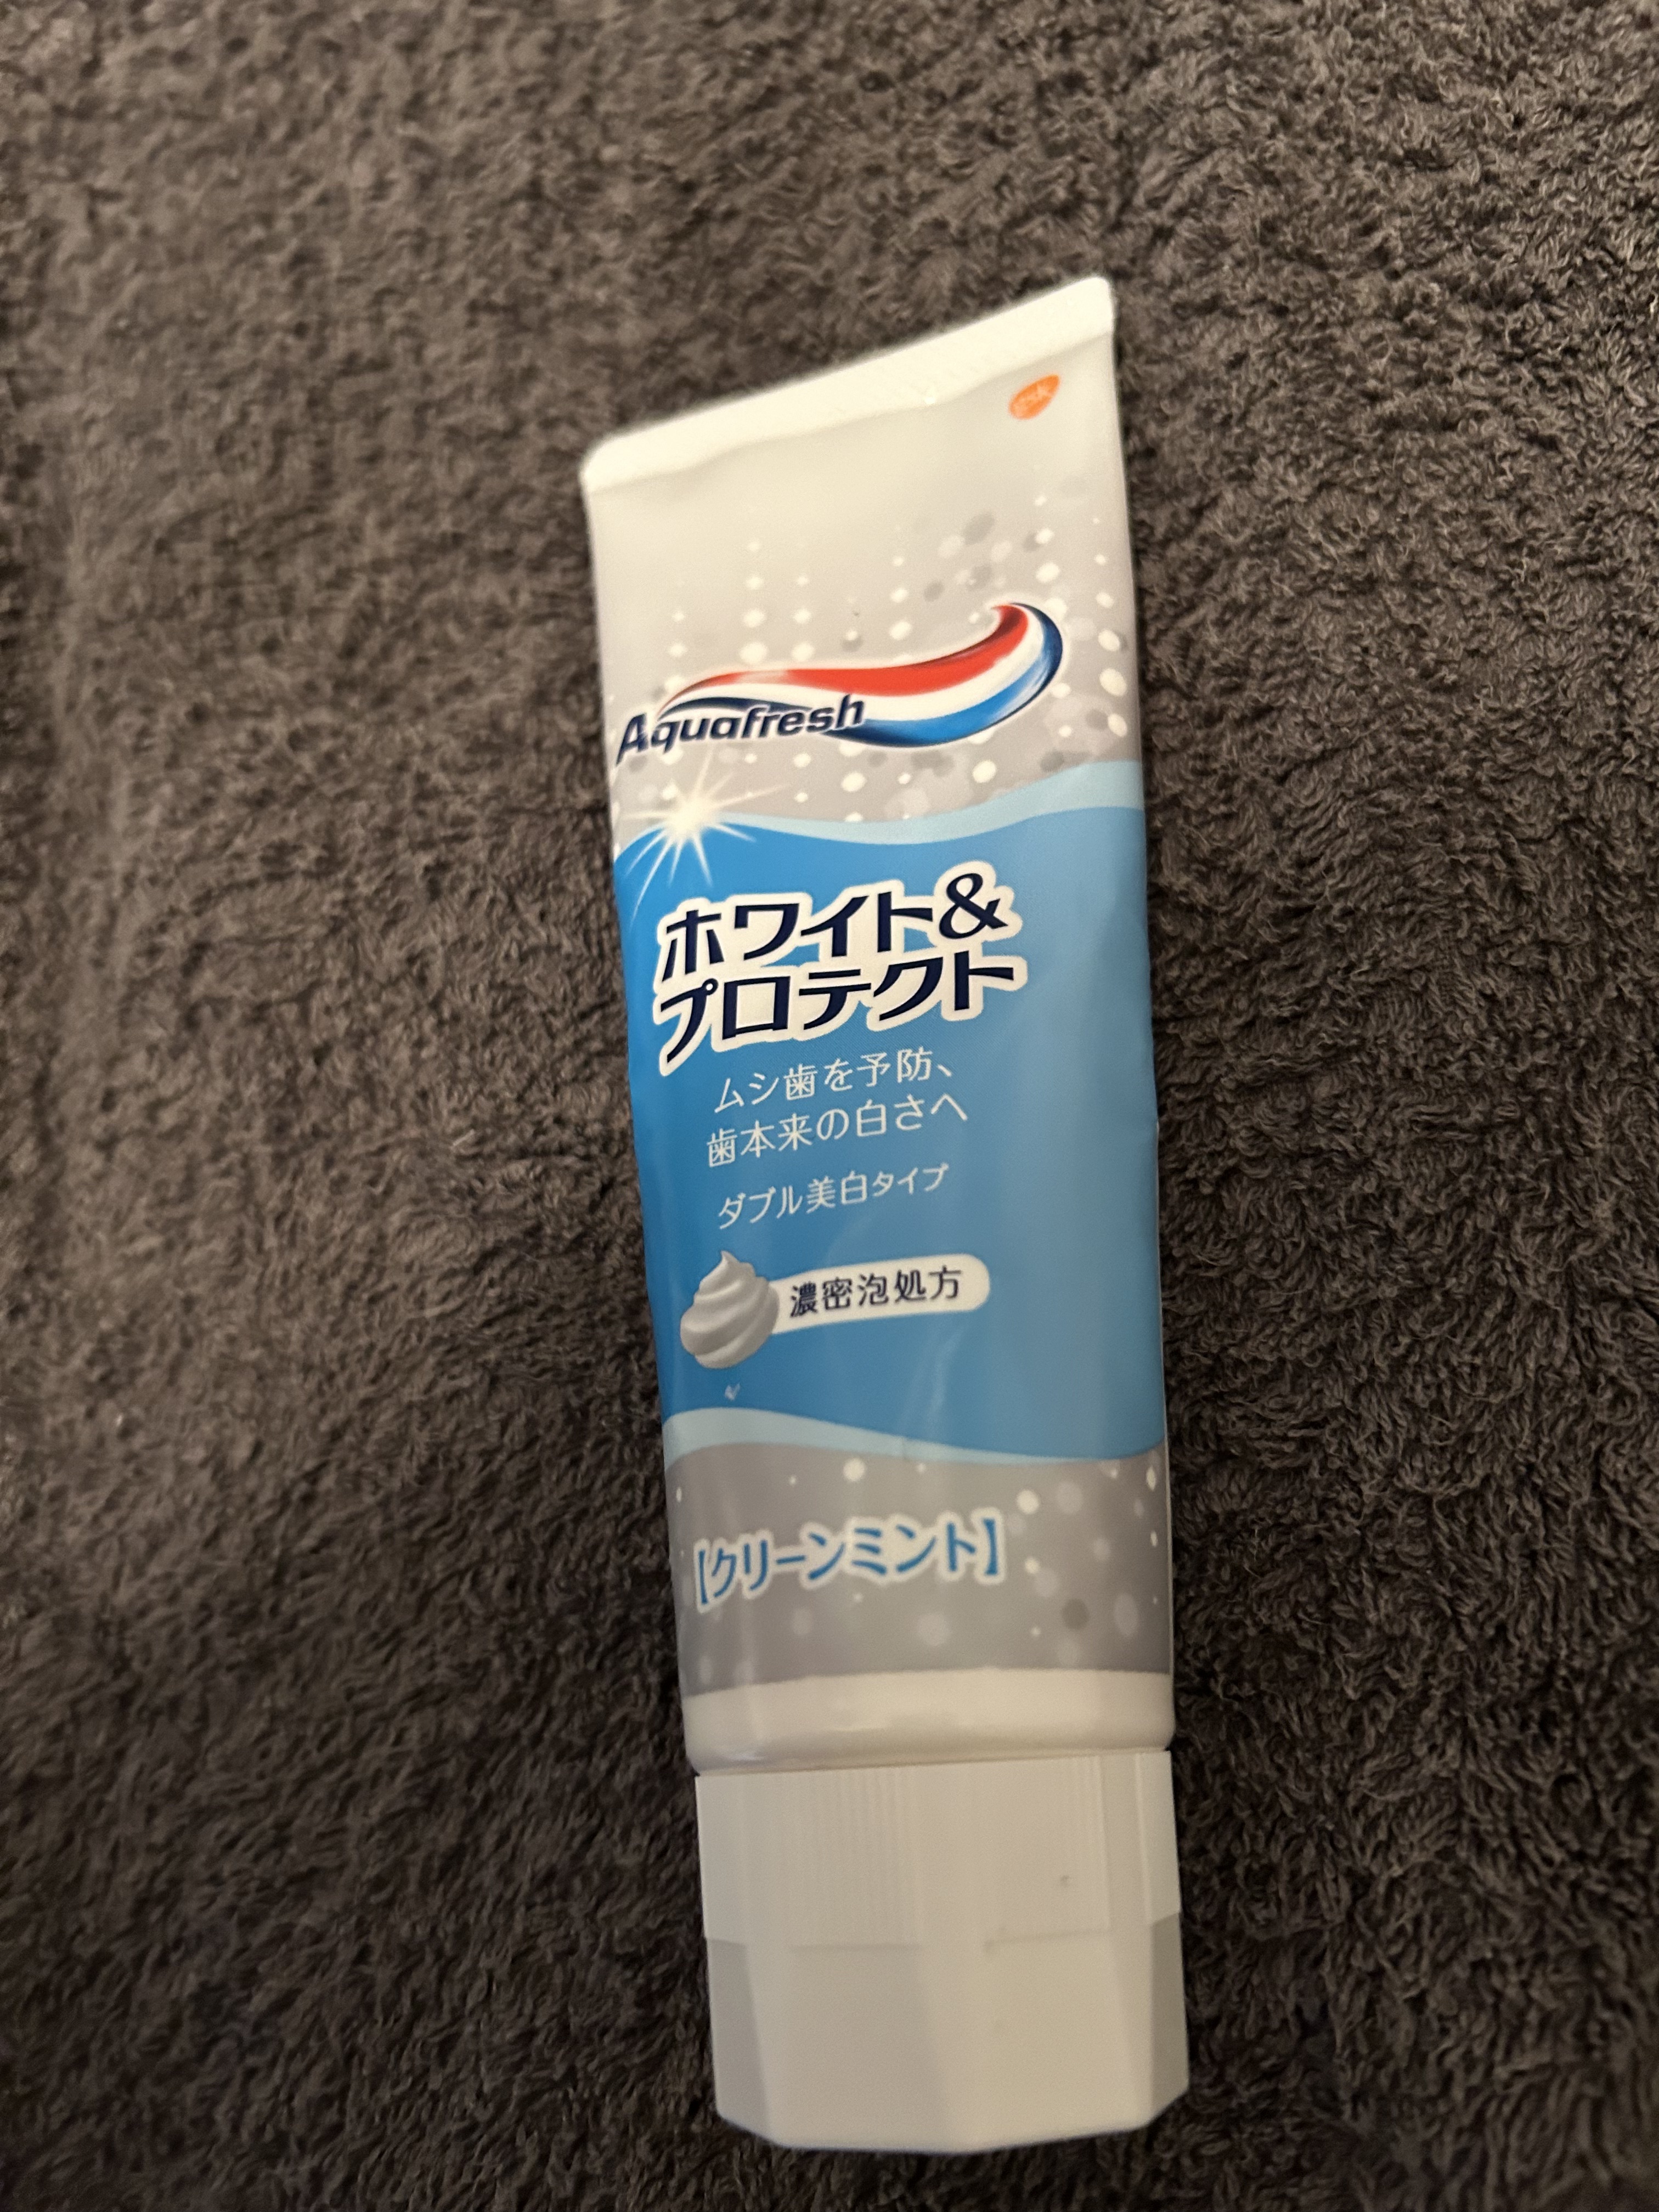 gsk
Aquafresh
ホワイト&
プロテクト
ムシ歯を予防、
歯本来の白さへ
ダブル美白タイプ
濃密泡処方
【クリーンミント】